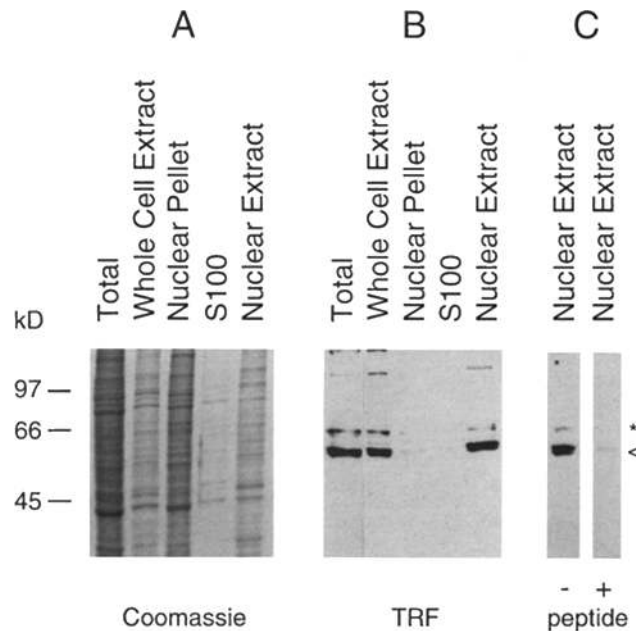 A
B
C
Total
Whole Cell Extract
Nuclear Pellet
S100
Nuclear Extract
Total
Whole Cell Extract
Nuclear Pellet
S100
Nuclear Extract
Nuclear Extract
Nuclear Extract
kD
97
66
45
*
<
- +
Coomassie
TRF
peptide